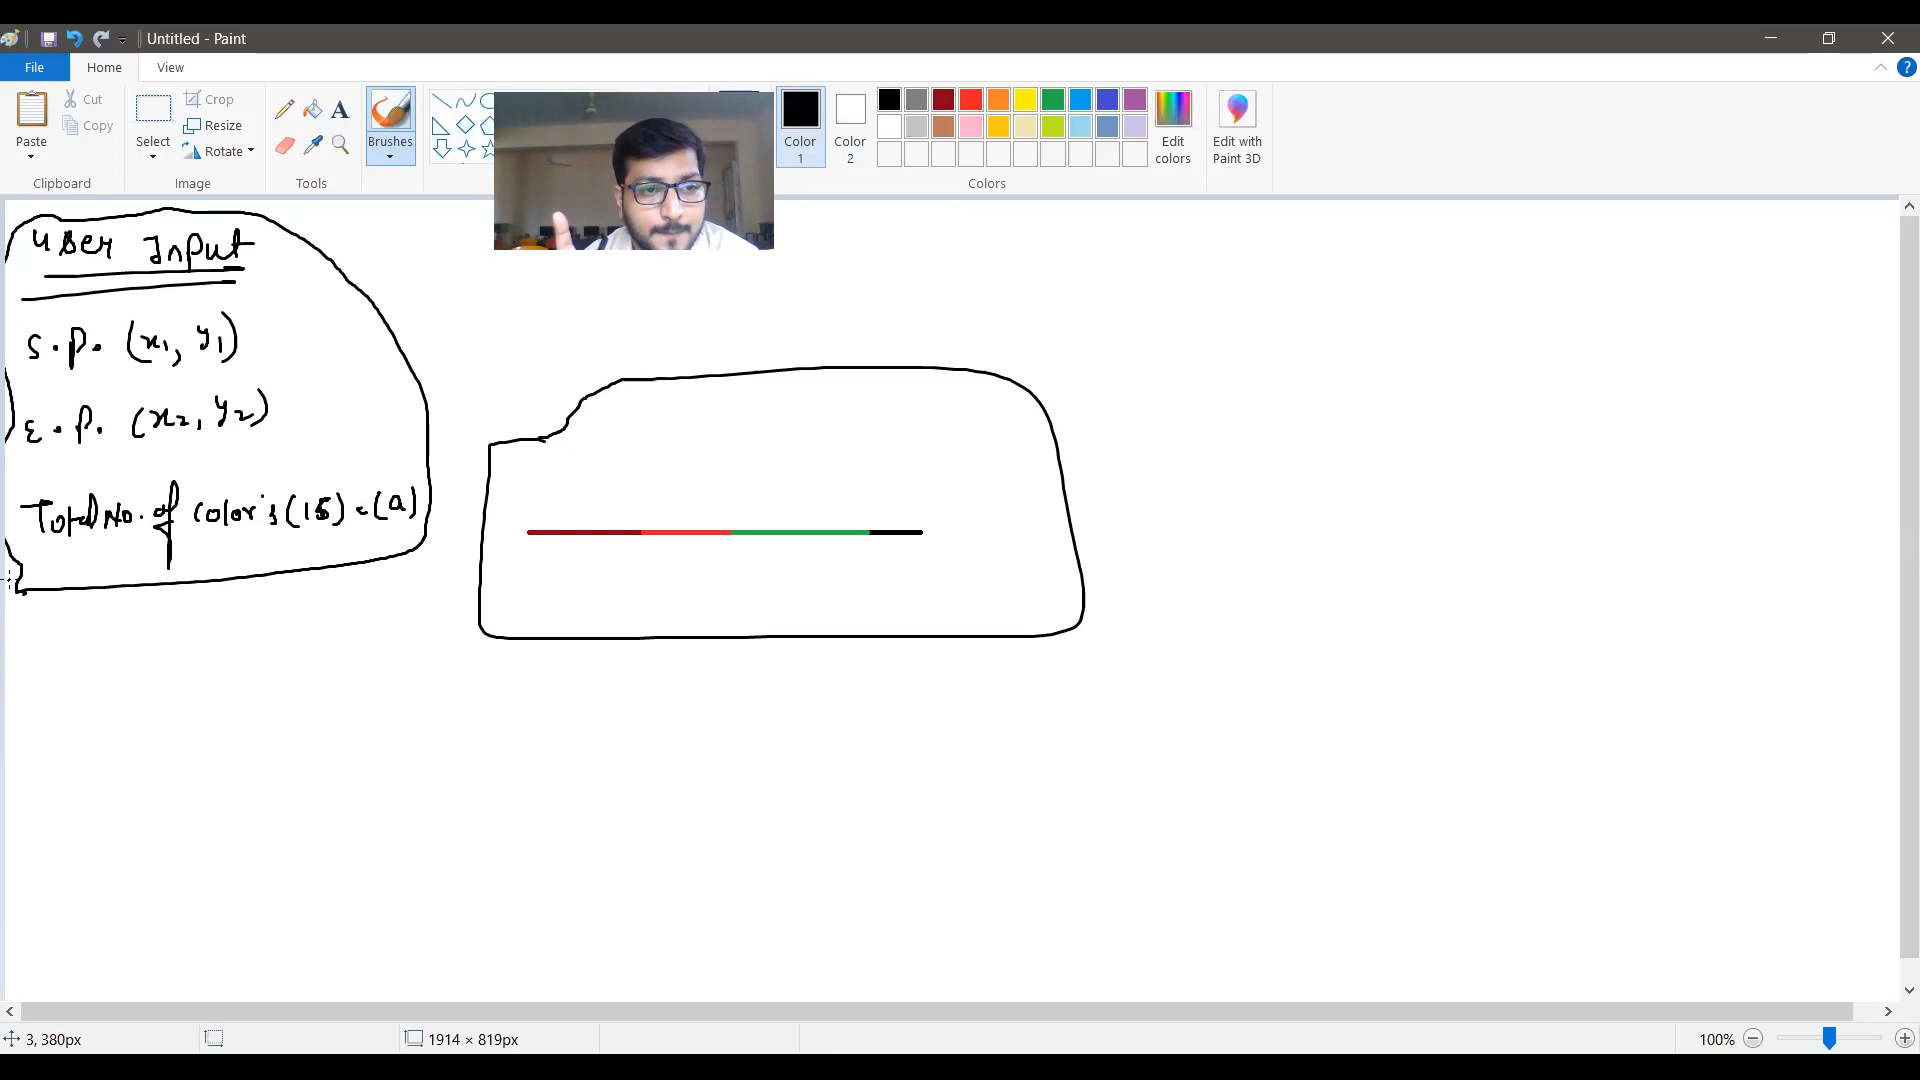 Untitled - Paint
File Home View
Paste
Cut
Copy
Clipboard
Select
Crop
Resize
Rotate
Image
Tools
Brushes
Color 1
Color 2
Edit colors
Edit with Paint 3D
Colors
User Input
S.P. (x1, y1)
E.P. (x2, y2)
Total No. of color's (15) = (a)
3, 380px
1914 × 819px
100%